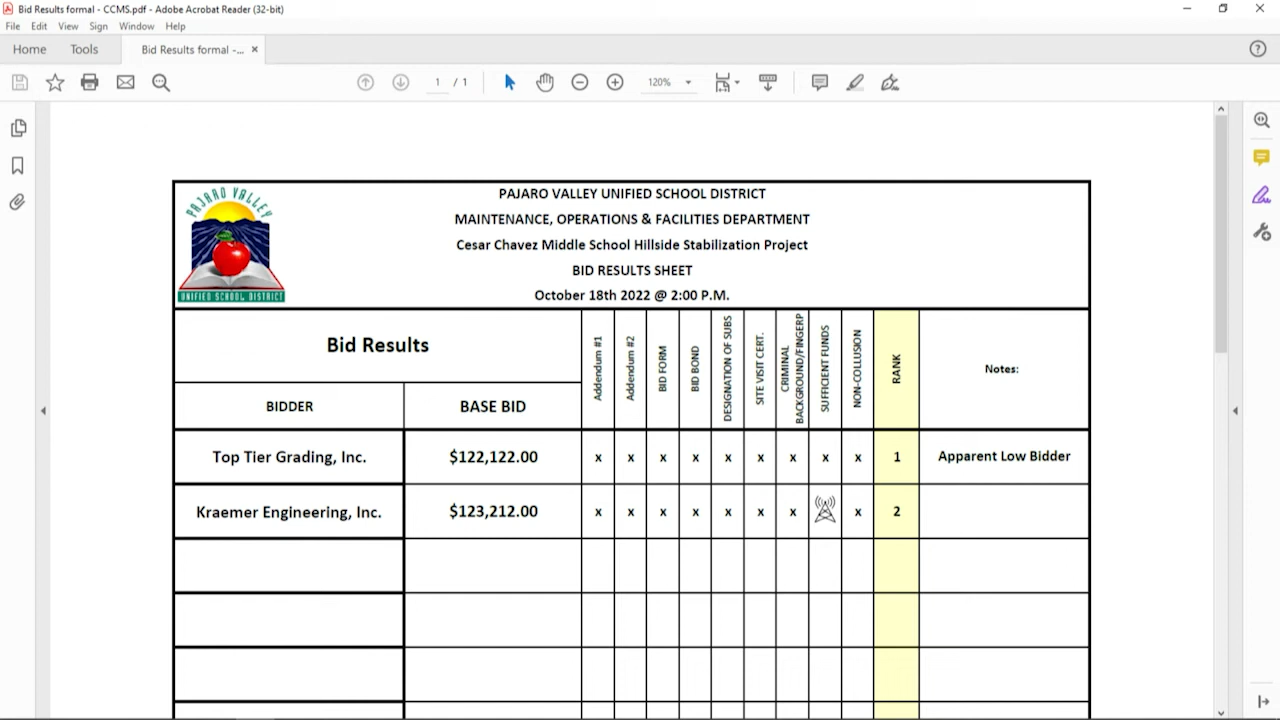 Bid Results formal - CCMS.pdf - Adobe Acrobat Reader (32-bit)
File Edit View Sign Window Help
Home Tools Bid Results formal -... ×
1 / 1 120%
PAJARO VALLEY
UNIFIED SCHOOL DISTRICT
PAJARO VALLEY UNIFIED SCHOOL DISTRICT
MAINTENANCE, OPERATIONS & FACILITIES DEPARTMENT
Cesar Chavez Middle School Hillside Stabilization Project
BID RESULTS SHEET
October 18th 2022 @ 2:00 P.M.
Bid Results
BIDDER BASE BID
Addendum #1
Addendum #2
BID FORM
BID BOND
DESIGNATION OF SUBS
SITE VISIT CERT.
CRIMINAL
BACKGROUND/FINGERP
SUFFICIENT FUNDS
NON-COLLUSION
RANK
Notes:
Top Tier Grading, Inc. $122,122.00 x x x x x x x x x 1 Apparent Low Bidder
Kraemer Engineering, Inc. $123,212.00 x x x x x x x x 2